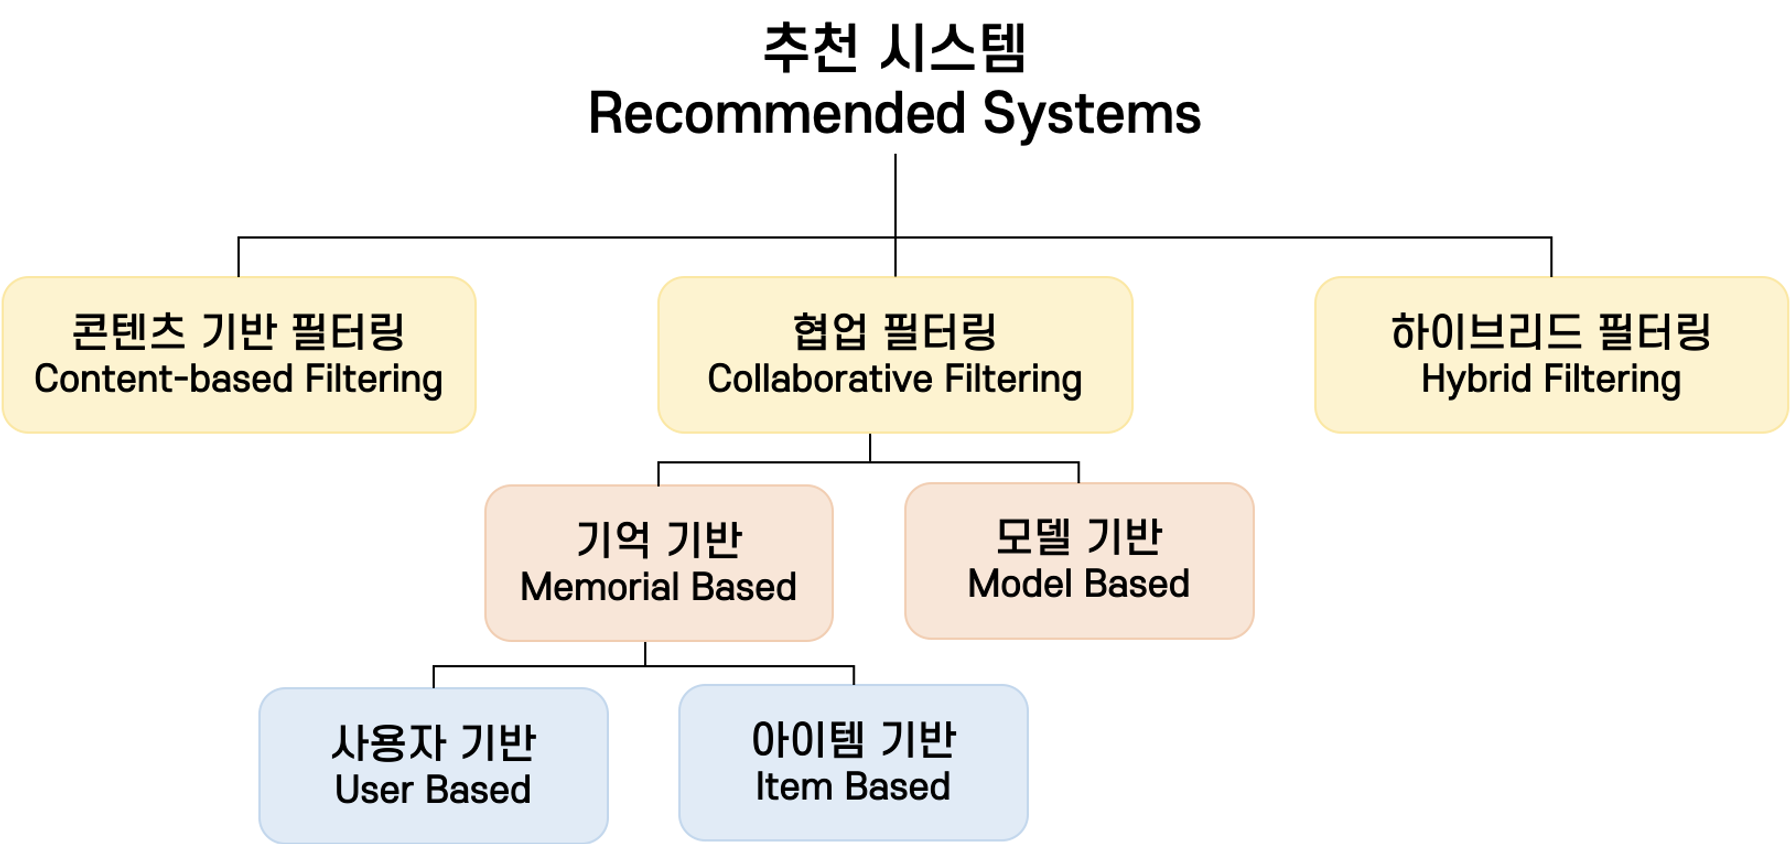 추천 시스템
Recommended Systems
콘텐츠 기반 필터링
Content-based Filtering
협업 필터링
Collaborative Filtering
하이브리드 필터링
Hybrid Filtering
기억 기반
Memorial Based
모델 기반
Model Based
사용자 기반
User Based
아이템 기반
Item Based